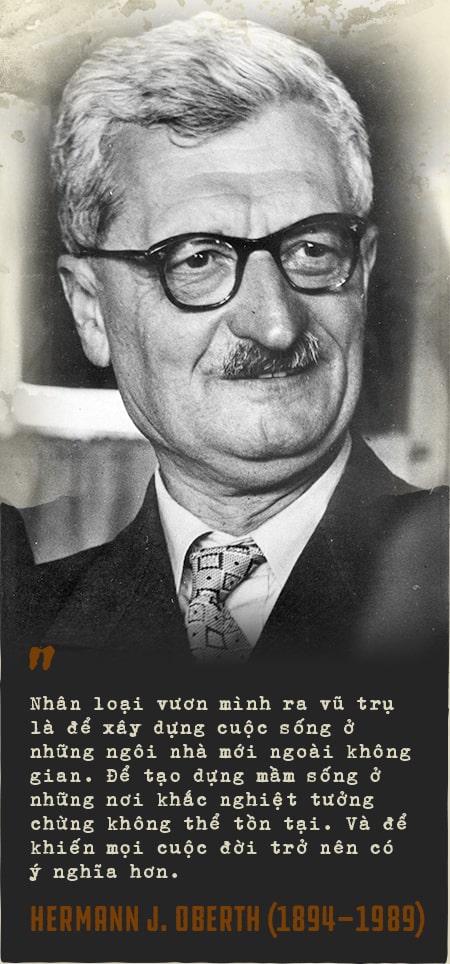 "
Nhân loại vươn mình ra vũ trụ
là để xây dựng cuộc sống ở
những ngôi nhà mới ngoài không
gian. Để tạo dựng mầm sống ở
những nơi khắc nghiệt tưởng
chừng không thể tồn tại. Và để
khiến mọi cuộc đời trở nên có
ý nghĩa hơn.
HERMANN J. OBERTH (1894–1989)